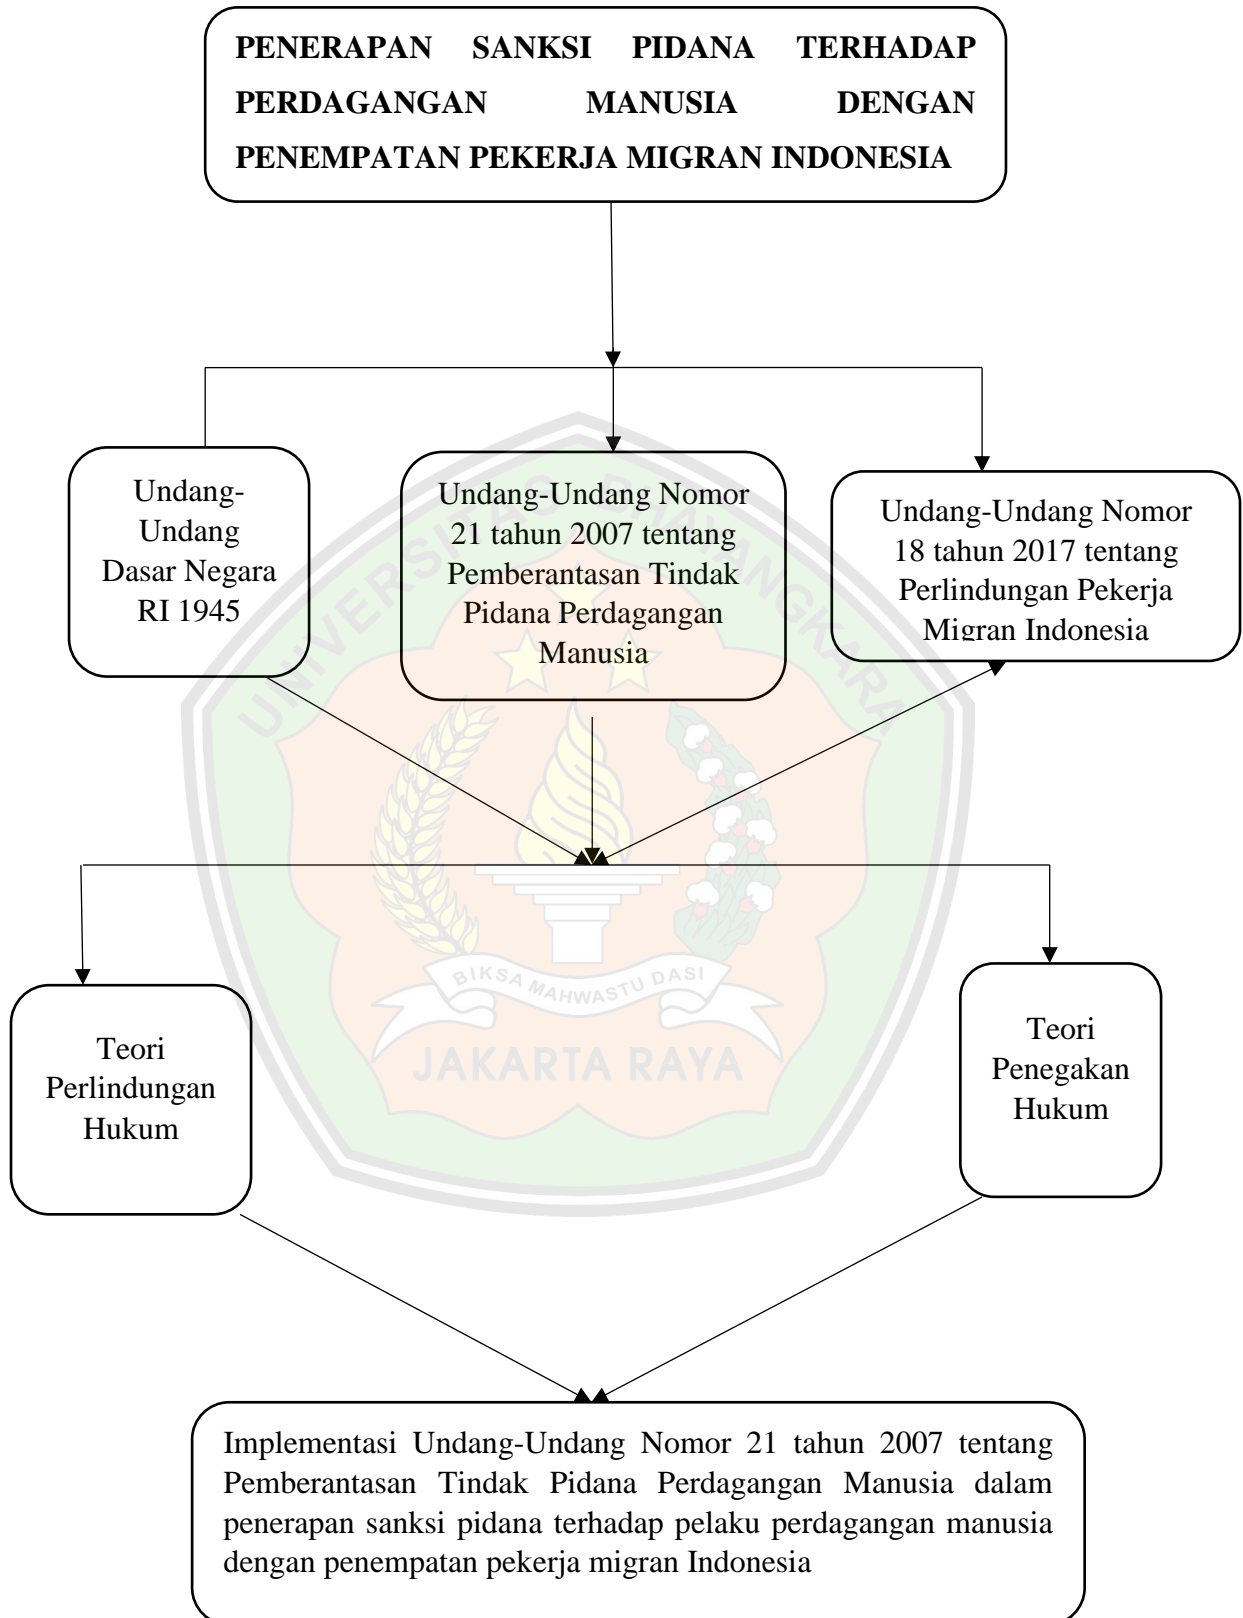 PENERAPAN SANKSI PIDANA TERHADAP
PERDAGANGAN MANUSIA DENGAN
PENEMPATAN PEKERJA MIGRAN INDONESIA
Undang-
Undang
Dasar Negara
RI 1945
Undang-Undang Nomor
21 tahun 2007 tentang
Pemberantasan Tindak
Pidana Perdagangan
Manusia
Undang-Undang Nomor
18 tahun 2017 tentang
Perlindungan Pekerja
Migran Indonesia
UNIVERSITAS BHAYANGKARA
BIKSA MAHWASTU DASI
JAKARTA RAYA
Teori
Perlindungan
Hukum
Teori
Penegakan
Hukum
Implementasi Undang-Undang Nomor 21 tahun 2007 tentang
Pemberantasan Tindak Pidana Perdagangan Manusia dalam
penerapan sanksi pidana terhadap pelaku perdagangan manusia
dengan penempatan pekerja migran Indonesia